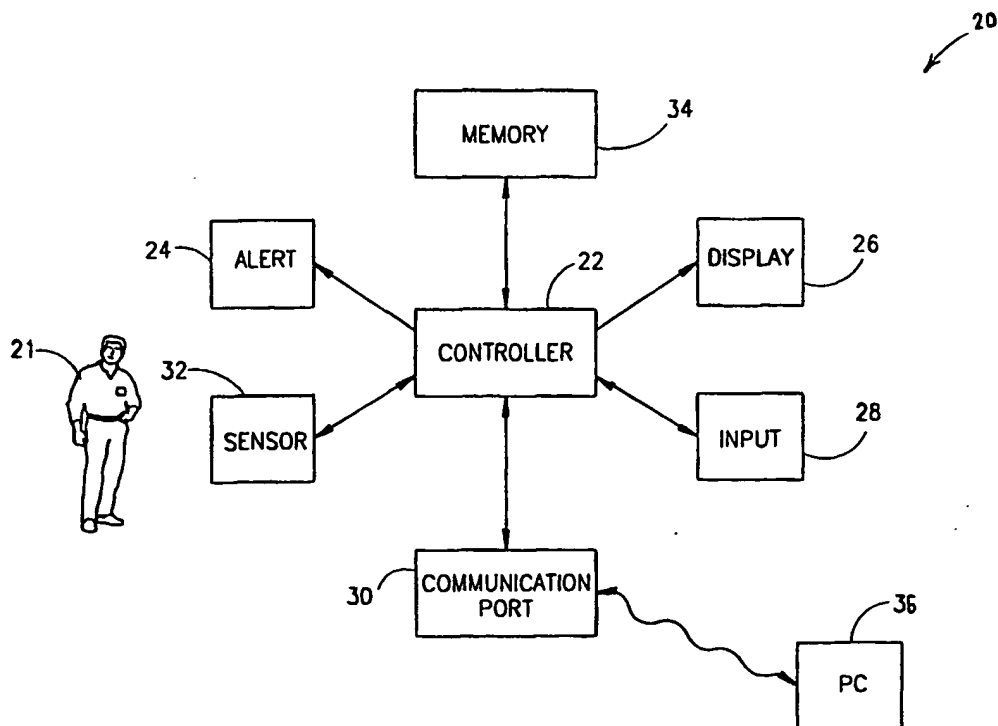 20
MEMORY
34
24
ALERT
22
DISPLAY
26
CONTROLLER
21
32
SENSOR
INPUT
28
30
COMMUNICATION
PORT
36
PC